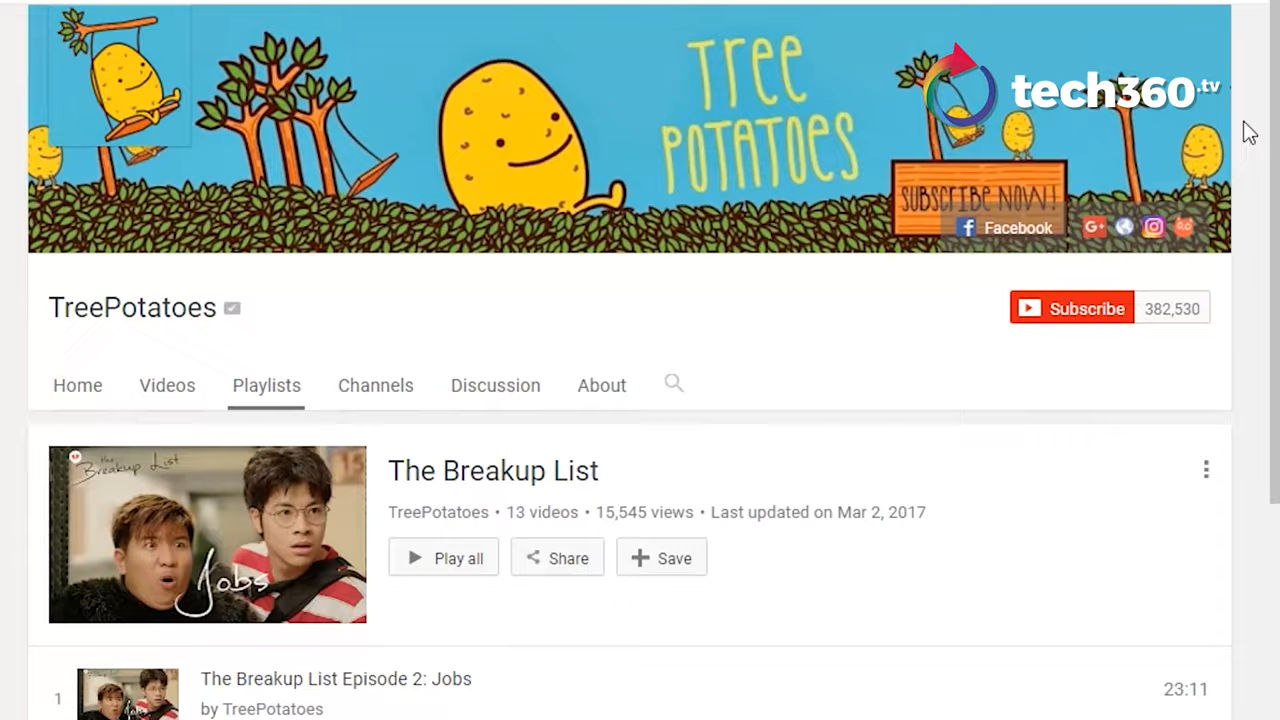 Tree
POTATOES
tech360.tv
SUBSCRIBE NOW!
Facebook
G+
TreePotatoes
Subscribe 382,530
Home Videos Playlists Channels Discussion About
the Breakup List
15
Jobs
The Breakup List
TreePotatoes • 13 videos • 15,545 views • Last updated on Mar 2, 2017
Play all Share Save
1
The Breakup List Episode 2: Jobs
by TreePotatoes
23:11